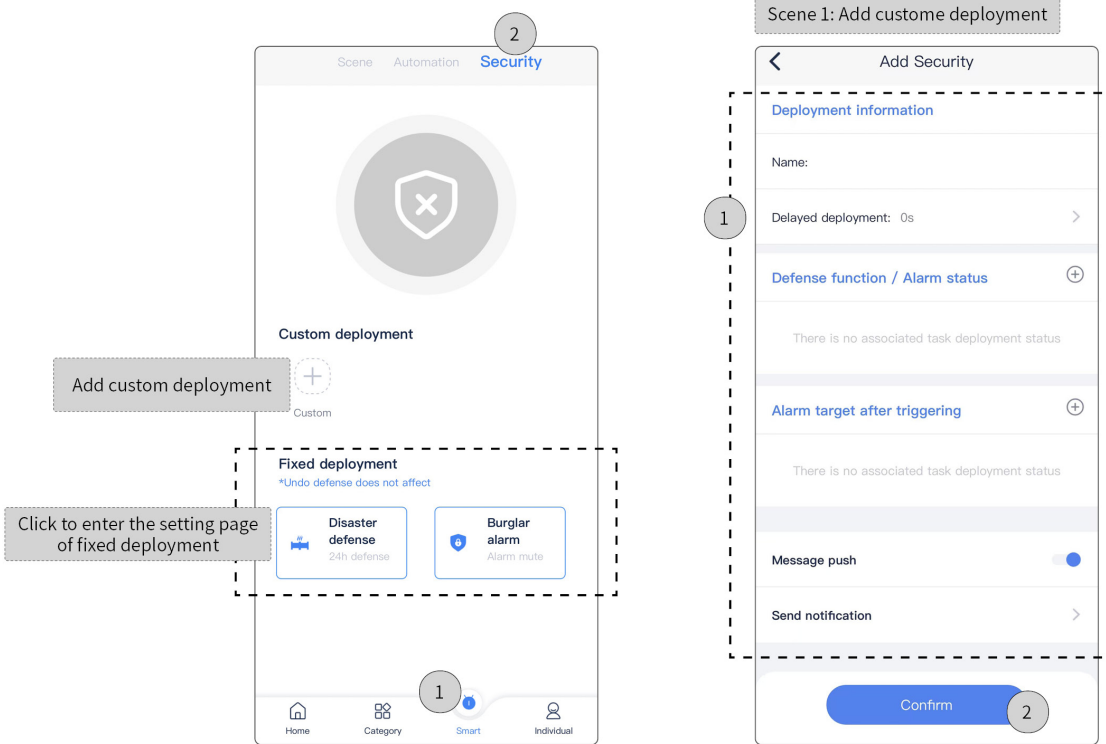 2
Scene Automation Security
Custom deployment
Add custom deployment
Custom
Fixed deployment
*Undo defense does not affect
Click to enter the setting page
of fixed deployment
Disaster
defense
24h defense
Burglar
alarm
Alarm mute
1
Home Category Smart Individual
Scene 1: Add custome deployment
Add Security
Deployment information
Name:
1
Delayed deployment: 0s
Defense function / Alarm status
There is no associated task deployment status
Alarm target after triggering
There is no associated task deployment status
Message push
Send notification
Confirm
2